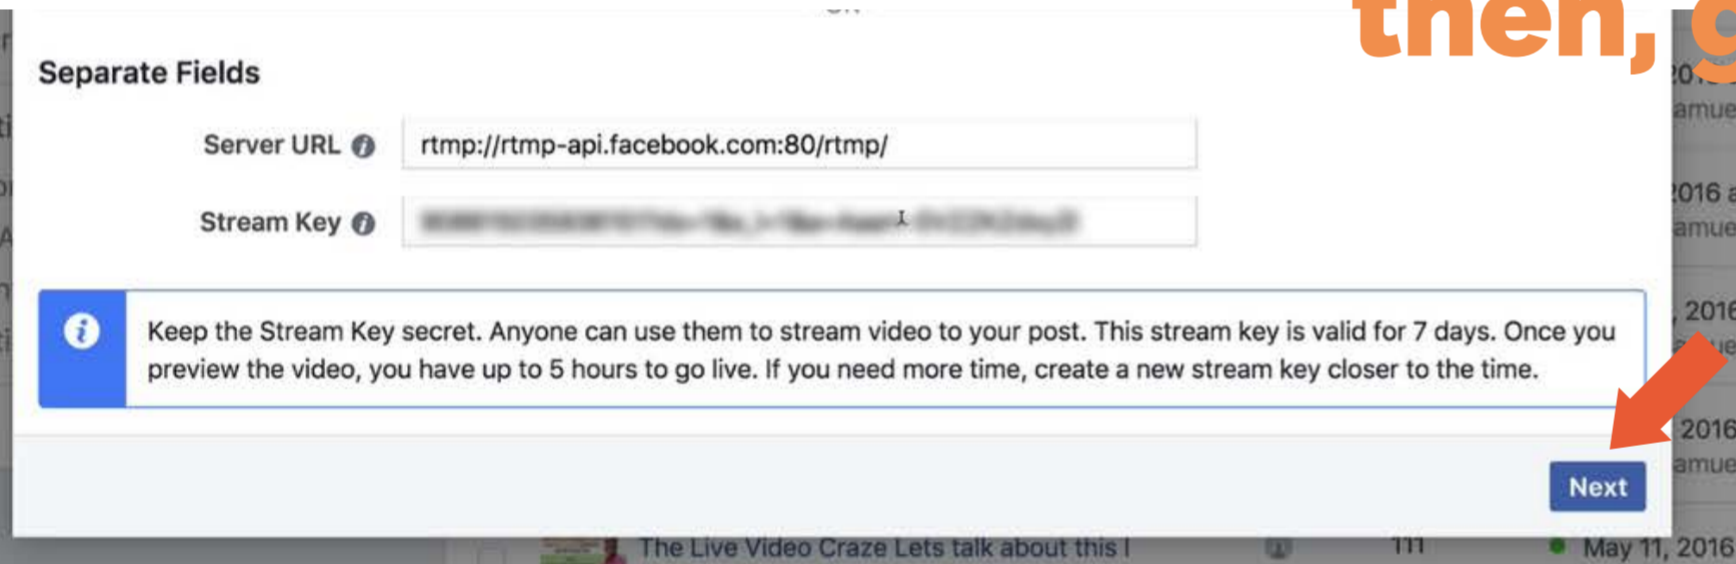 then,
Separate Fields
Server URL i rtmp://rtmp-api.facebook.com:80/rtmp/
Stream Key i
i Keep the Stream Key secret. Anyone can use them to stream video to your post. This stream key is valid for 7 days. Once you
preview the video, you have up to 5 hours to go live. If you need more time, create a new stream key closer to the time.
2016
2016
2016
Next
The Live Video Craze Lets talk about this l 111 May 11, 2016